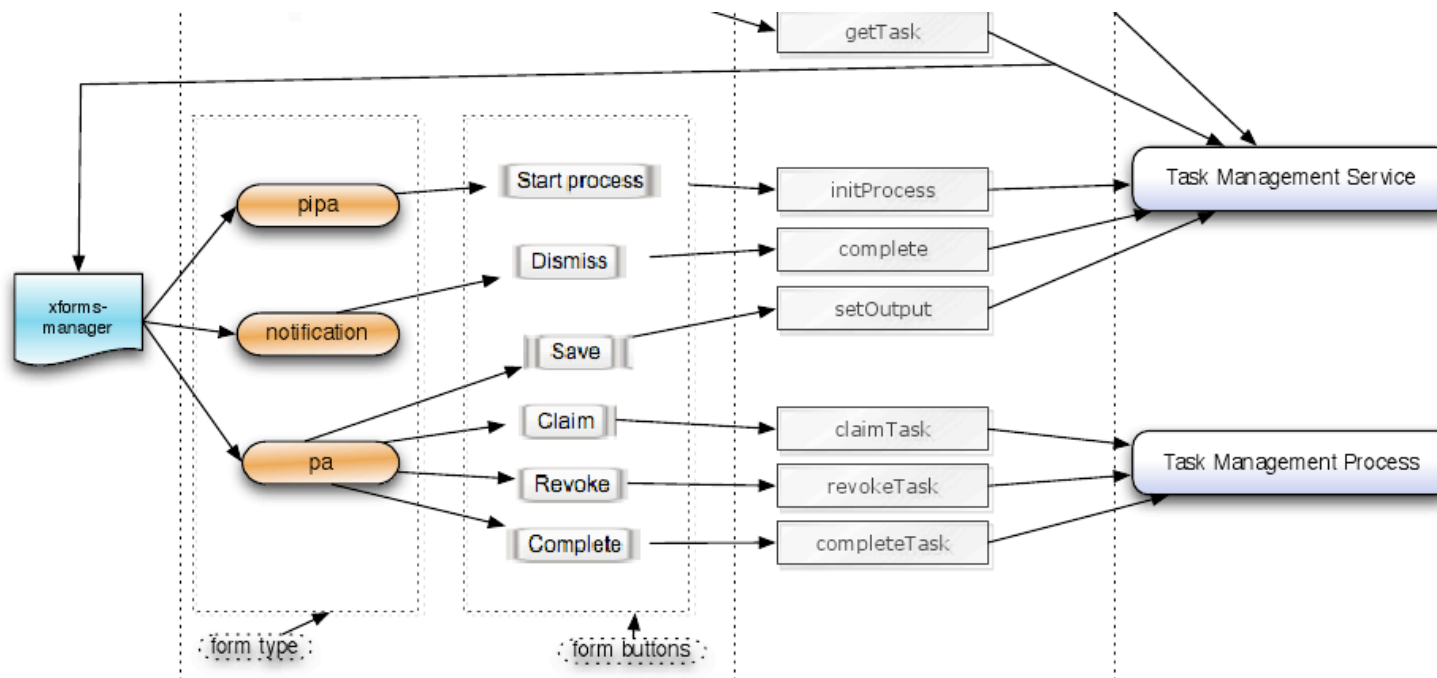 getTask
Start process
initProcess
Task Management Service
pipa
Dismiss
complete
xforms-
manager
notification
setOutput
Save
Claim
claimTask
pa
Revoke
revokeTask
Task Management Process
Complete
completeTask
form type
form buttons